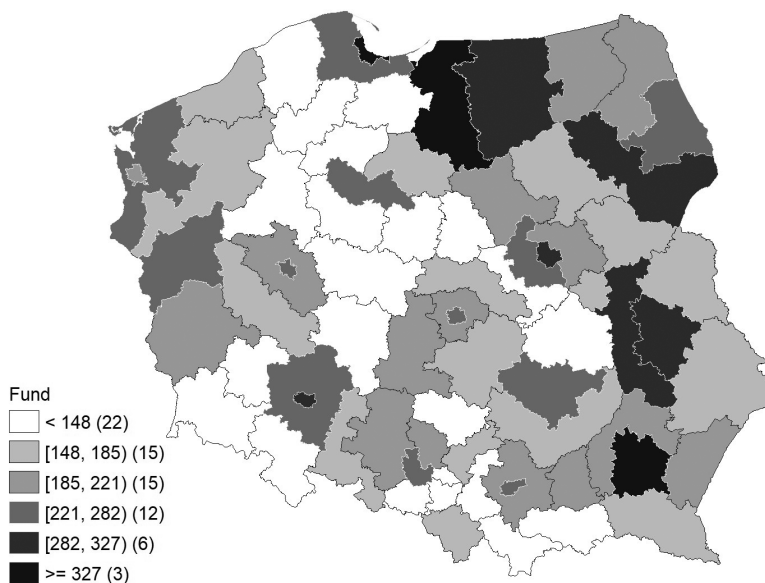 Fund
< 148 (22)
[148, 185) (15)
[185, 221) (15)
[221, 282) (12)
[282, 327) (6)
>= 327 (3)